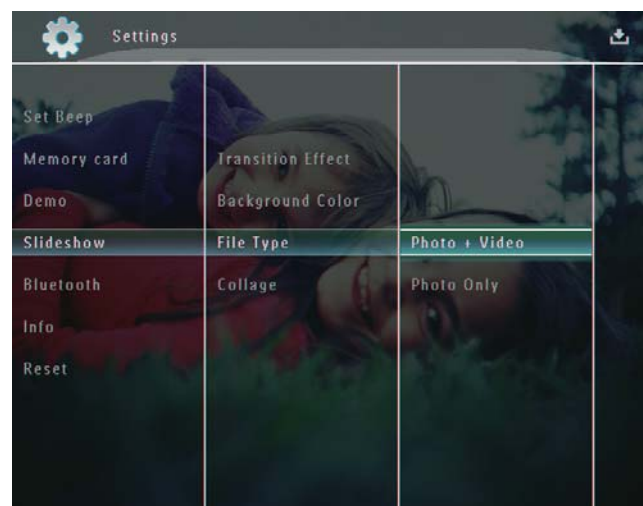 Settings
Set Beep
Memory card
Demo
Slideshow
Bluetooth
Info
Reset
Transition Effect
Background Color
File Type
Collage
Photo + Video
Photo Only